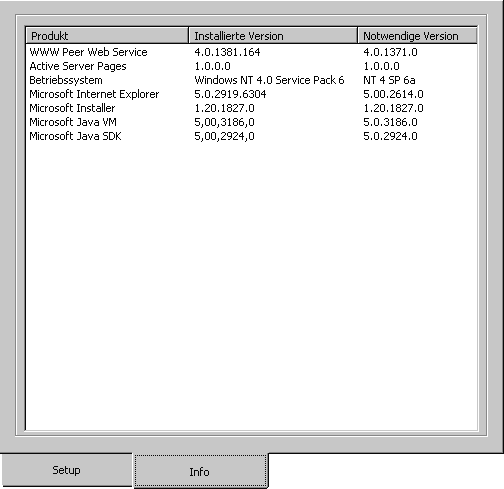 Produkt Installierte Version Notwendige Version
WWW Peer Web Service 4.0.1381.164 4.0.1371.0
Active Server Pages 1.0.0.0 1.0.0.0
Betriebssystem Windows NT 4.0 Service Pack 6 NT 4 SP 6a
Microsoft Internet Explorer 5.0.2919.6304 5.00.2614.0
Microsoft Installer 1.20.1827.0 1.20.1827.0
Microsoft Java VM 5,00,3186,0 5.0.3186.0
Microsoft Java SDK 5,00,2924,0 5.0.2924.0
Setup Info